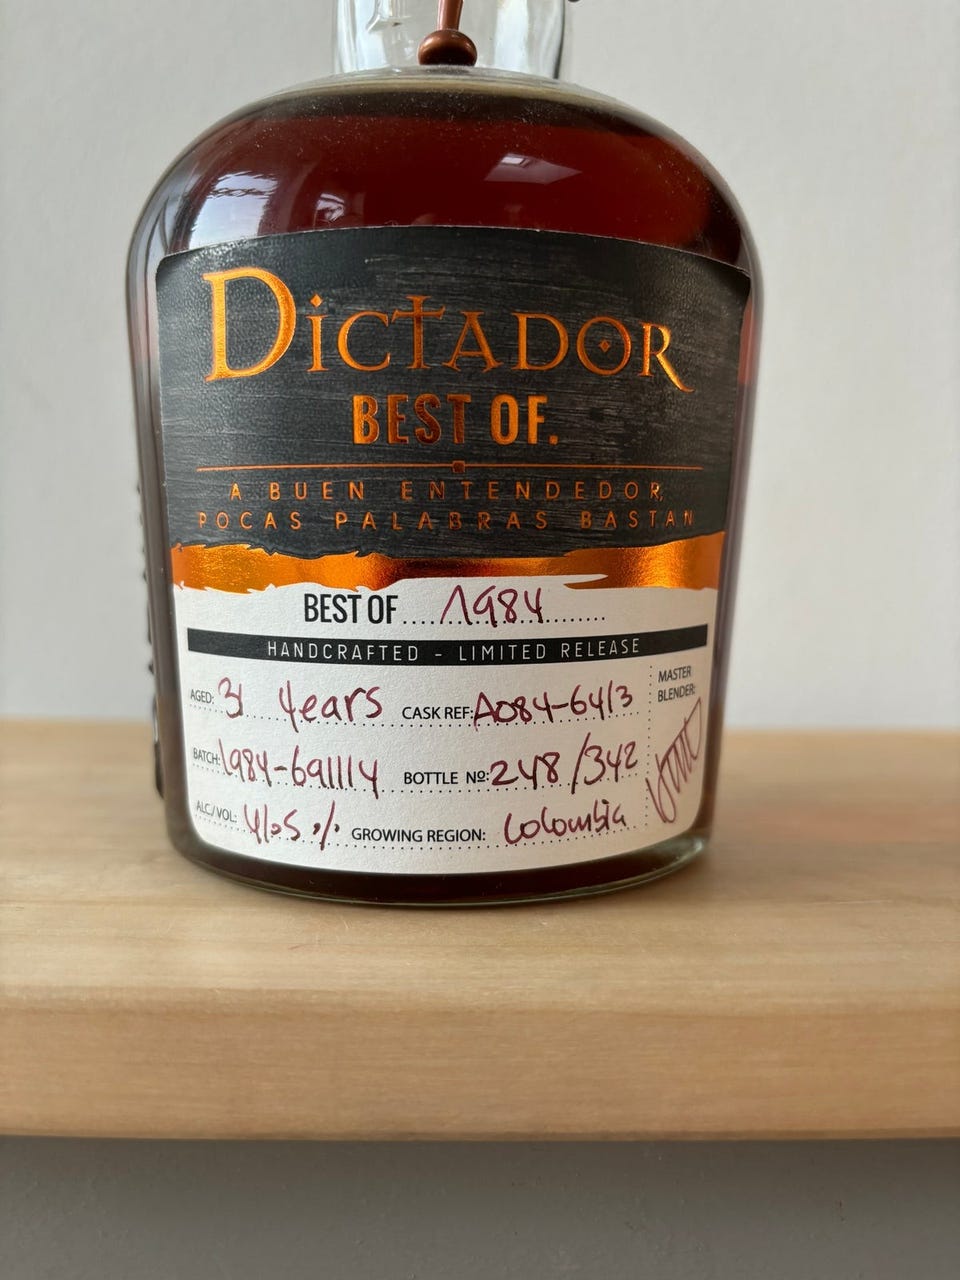 DICTADOR
BEST OF.
A BUEN ENTENDEDOR,
POCAS PALABRAS BASTAN
BEST OF 1984
HANDCRAFTED - LIMITED RELEASE
AGED: 31 years CASK REF: A084-6413
MASTER BLENDER:
BATCH: L984-691114 BOTTLE Nº: 248/342
ALC/VOL: 41.5 % GROWING REGION: Colombia